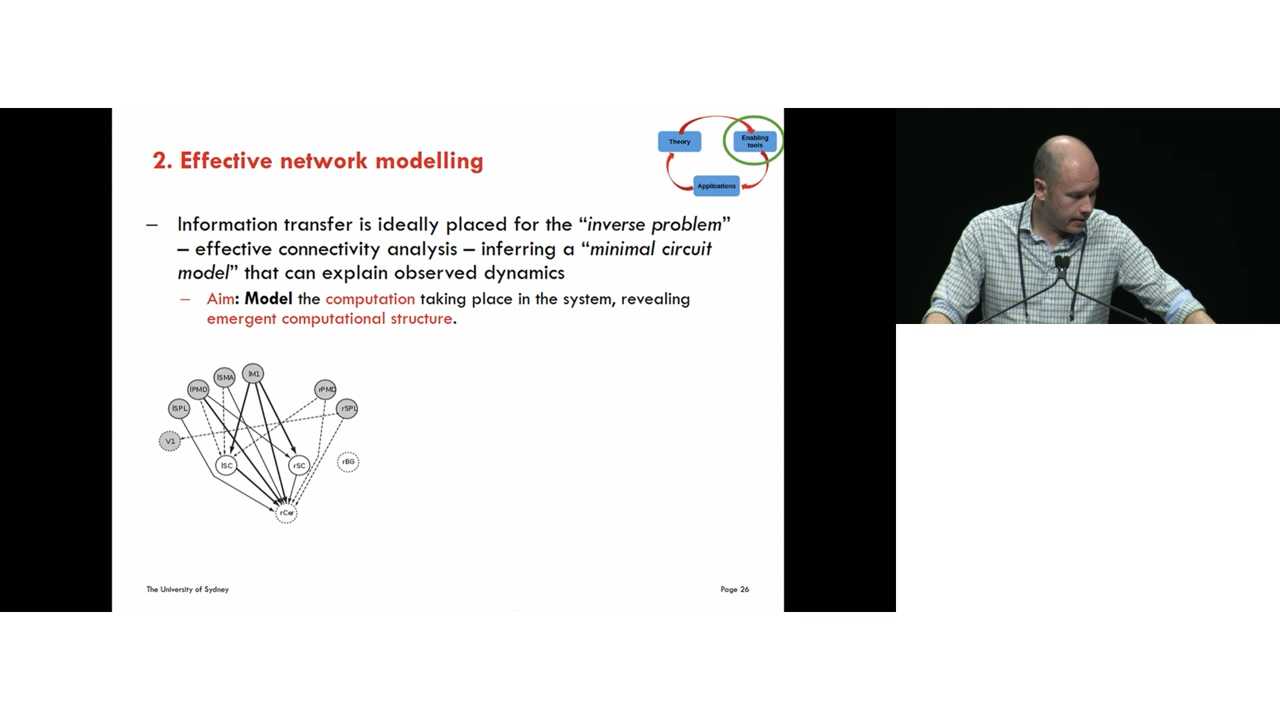 Theory
Enabling
tools
Applications
2. Effective network modelling
– Information transfer is ideally placed for the “inverse problem”
– effective connectivity analysis – inferring a “minimal circuit
model” that can explain observed dynamics
– Aim: Model the computation taking place in the system, revealing
emergent computational structure.
lM1
lSMA
lPMD
rPMD
lSPL
rSPL
V1
lSC
rSC
rBG
rCer
The University of Sydney
Page 26